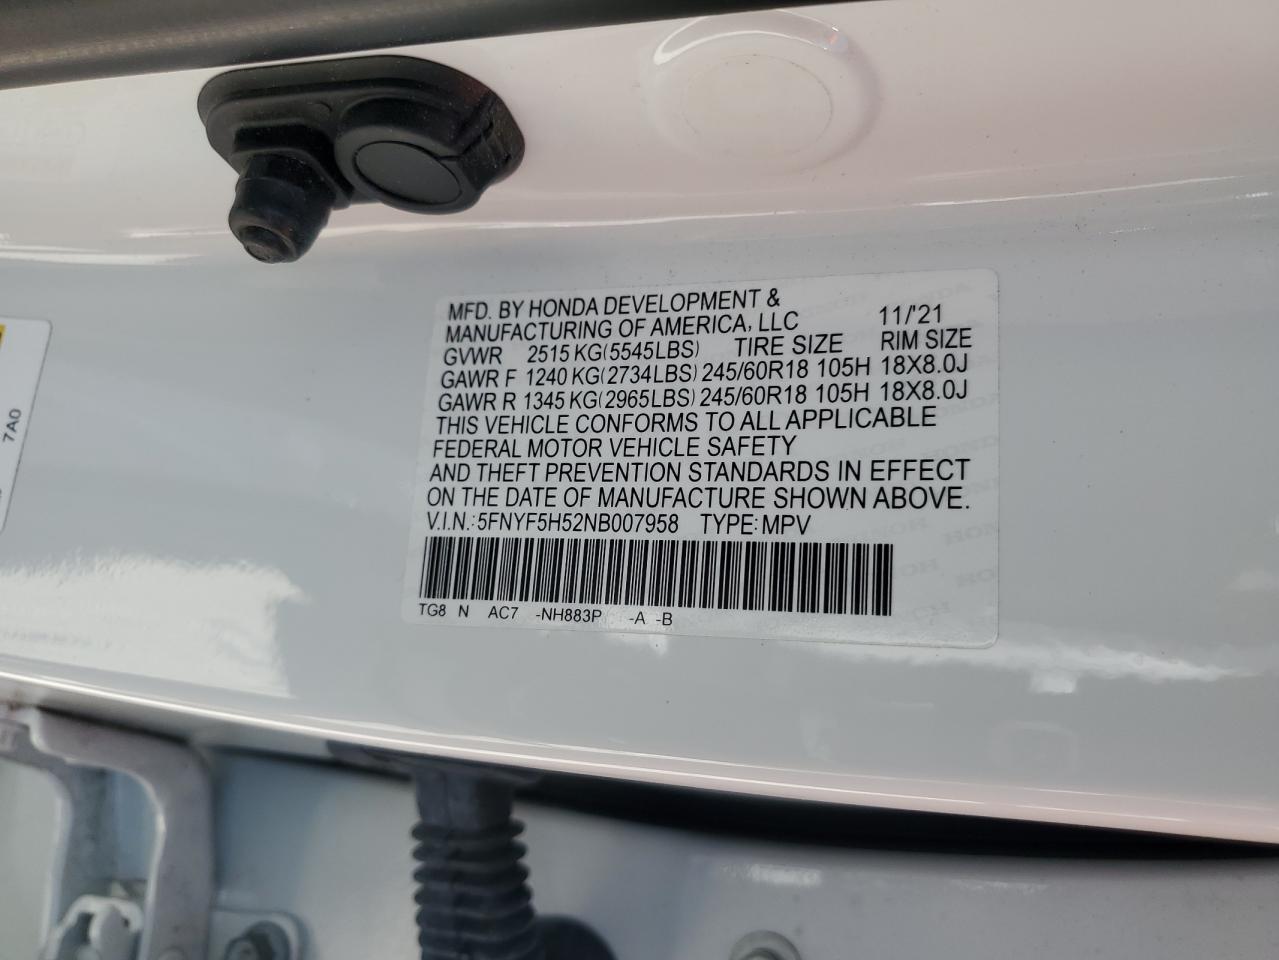 MFD. BY HONDA DEVELOPMENT &
MANUFACTURING OF AMERICA, LLC 11/'21
GVWR 2515 KG(5545LBS) TIRE SIZE RIM SIZE
GAWR F 1240 KG(2734LBS) 245/60R18 105H 18X8.0J
GAWR R 1345 KG(2965LBS) 245/60R18 105H 18X8.0J
THIS VEHICLE CONFORMS TO ALL APPLICABLE
FEDERAL MOTOR VEHICLE SAFETY
AND THEFT PREVENTION STANDARDS IN EFFECT
ON THE DATE OF MANUFACTURE SHOWN ABOVE.
V.I.N.: 5FNYF5H52NB007958 TYPE: MPV
TG8 N AC7 -NH883P -A -B
7A0